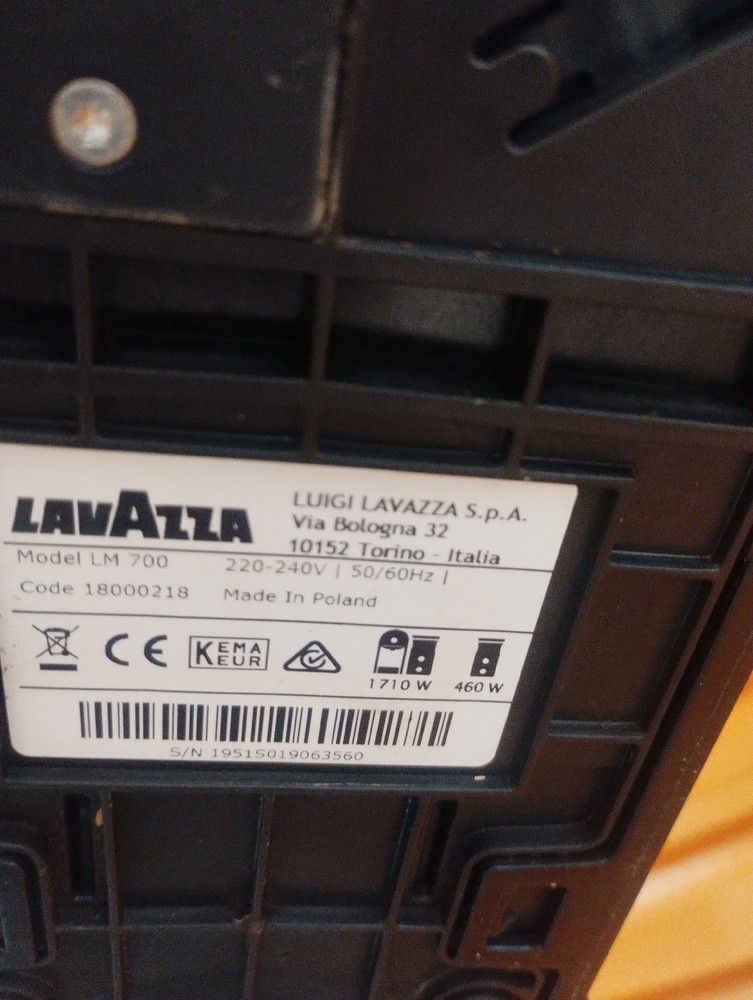 LAVAZZA
LUIGI LAVAZZA S.p.A.
Via Bologna 32
10152 Torino - Italia
Model LM 700
220-240V | 50/60Hz |
Code 18000218
Made In Poland
CE
KEMA
EUR
1710 W
460 W
S/N 1951S019063560